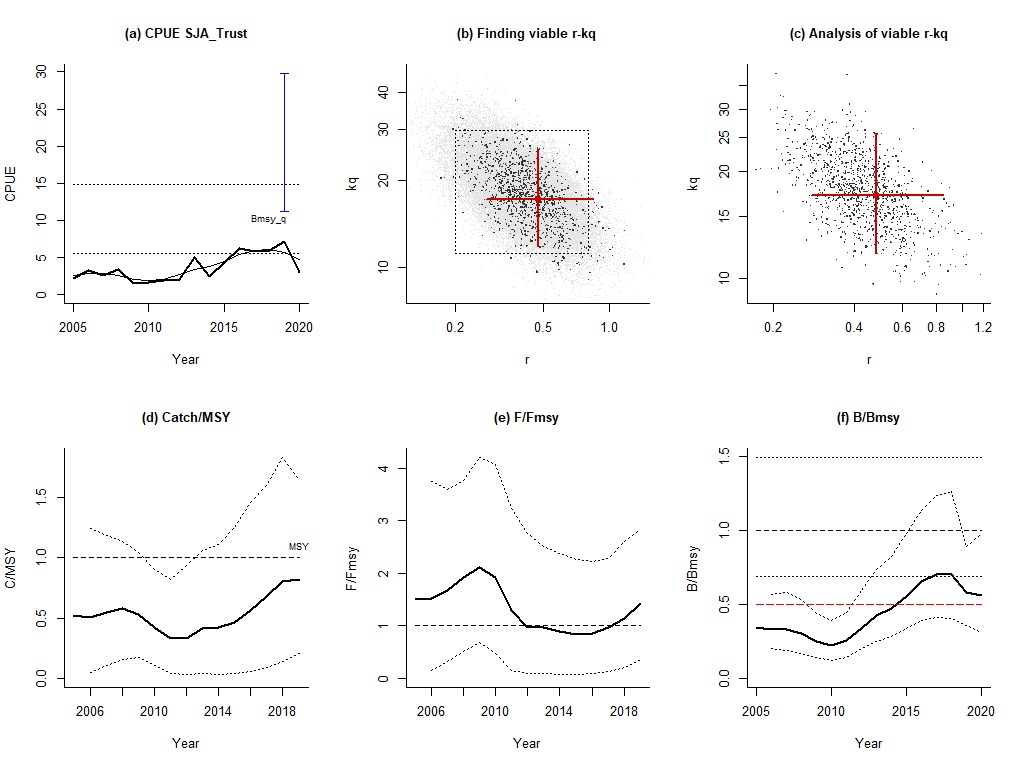 (a) CPUE SJA_Trust
CPUE
30
25
20
15
10
5
0
Bmsy_q
2005 2010 2015 2020
Year
(b) Finding viable r-kq
kq
40
30
20
10
0.2 0.5 1.0
r
(c) Analysis of viable r-kq
kq
30
25
20
15
10
0.2 0.4 0.6 0.8 1.2
r
(d) Catch/MSY
C/MSY
1.5
1.0
0.5
0.0
MSY
2006 2010 2014 2018
Year
(e) F/Fmsy
F/Fmsy
4
3
2
1
0
2006 2010 2014 2018
Year
(f) B/Bmsy
B/Bmsy
1.5
1.0
0.5
0.0
2005 2010 2015 2020
Year